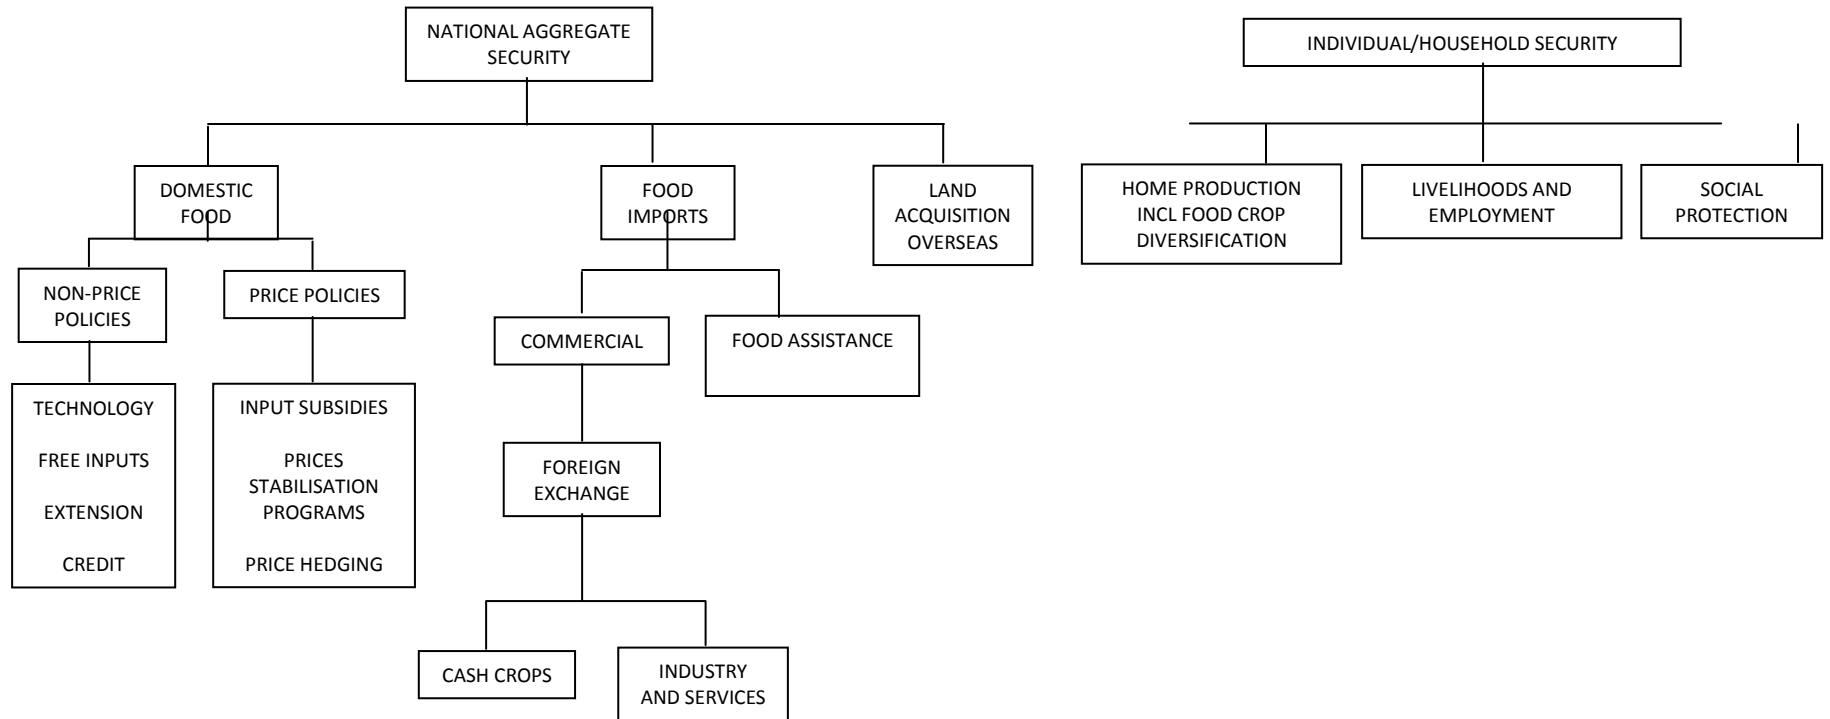 NATIONAL AGGREGATE
SECURITY
INDIVIDUAL/HOUSEHOLD SECURITY
DOMESTIC
FOOD
FOOD
IMPORTS
LAND
ACQUISITION
OVERSEAS
HOME PRODUCTION
INCL FOOD CROP
DIVERSIFICATION
LIVELIHOODS AND
EMPLOYMENT
SOCIAL
PROTECTION
NON-PRICE
POLICIES
PRICE POLICIES
COMMERCIAL
FOOD ASSISTANCE
TECHNOLOGY
FREE INPUTS
EXTENSION
CREDIT
INPUT SUBSIDIES
PRICES
STABILISATION
PROGRAMS
PRICE HEDGING
FOREIGN
EXCHANGE
CASH CROPS
INDUSTRY
AND SERVICES